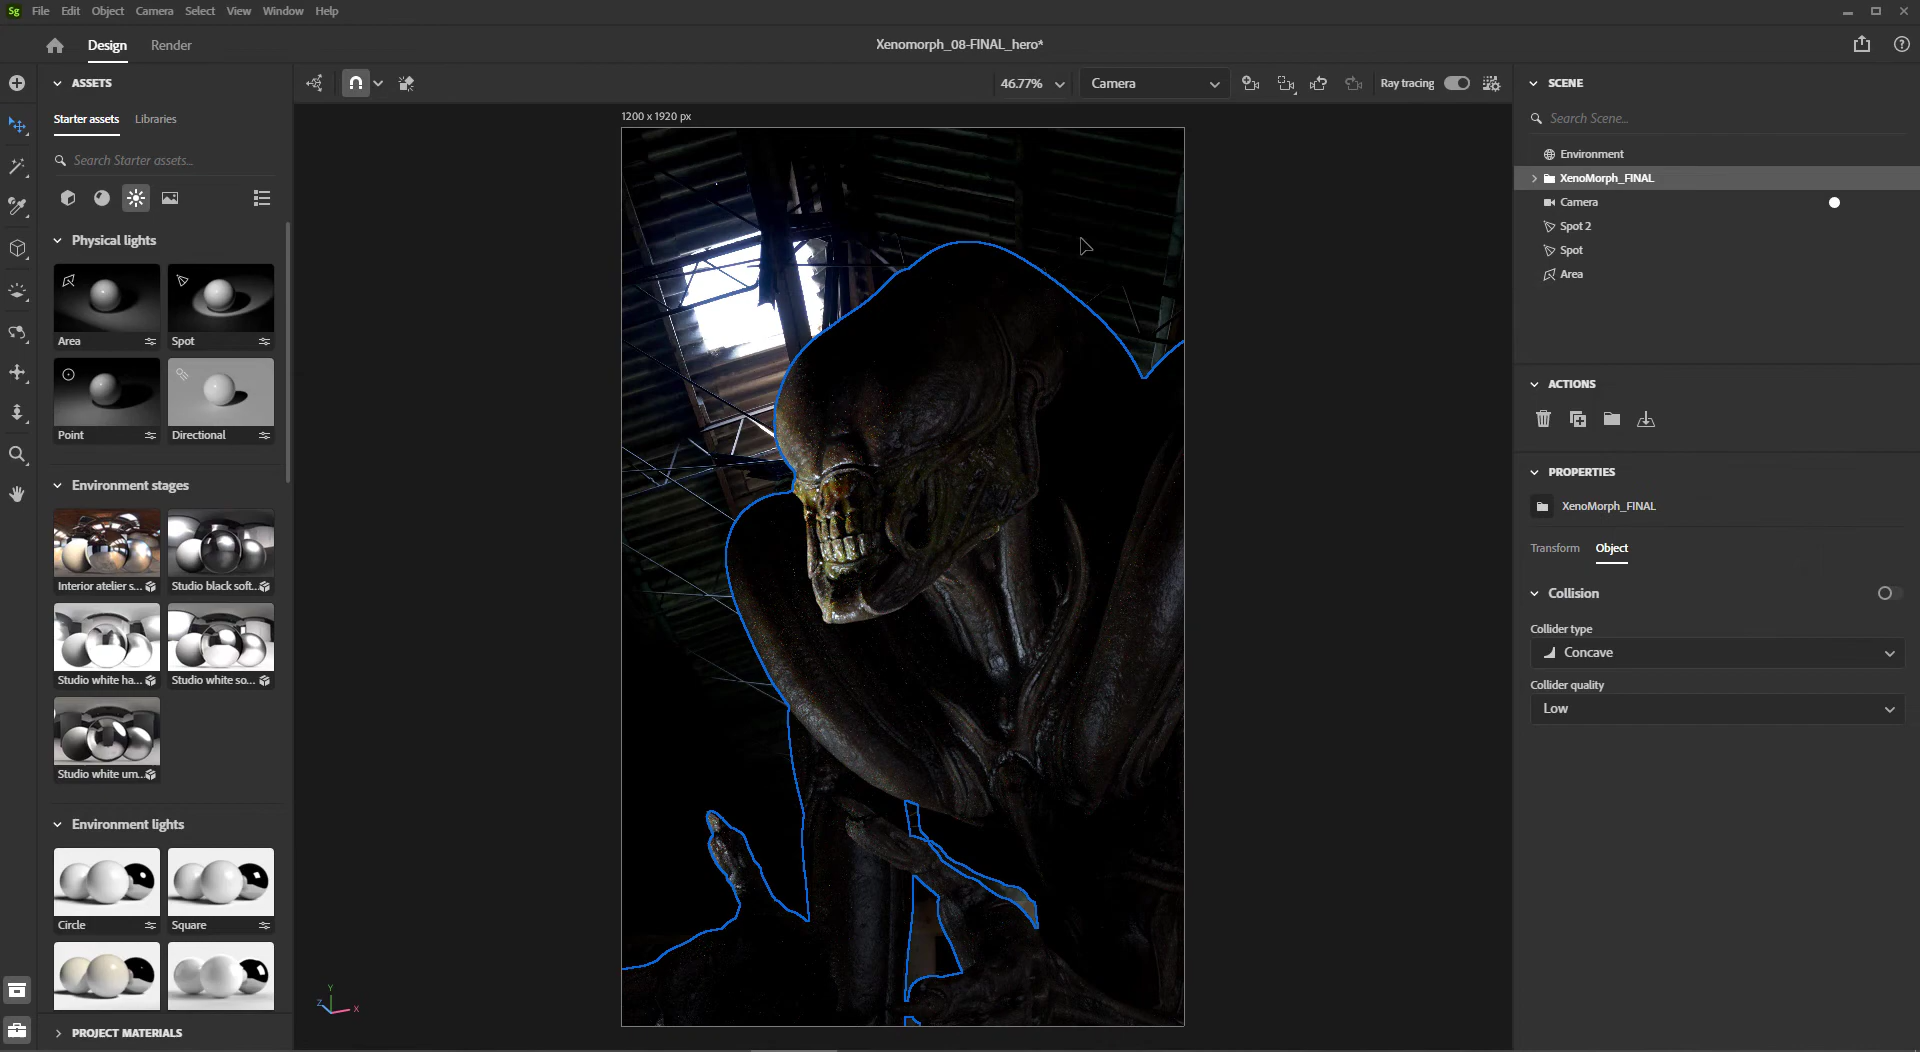 Sg File Edit Object Camera Select View Window Help
Design Render
Xenomorph_08-FINAL_hero*
ASSETS
Starter assets Libraries
Search Starter assets...
Physical lights
Area Spot
Point Directional
Environment stages
Interior atelier s... Studio black soft...
Studio white ha... Studio white so...
Studio white um...
Environment lights
Circle Square
PROJECT MATERIALS
46.77% Camera Ray tracing
1200 x 1920 px
Y
Z X
SCENE
Search Scene...
Environment
XenoMorph_FINAL
Camera
Spot 2
Spot
Area
ACTIONS
PROPERTIES
XenoMorph_FINAL
Transform Object
Collision
Collider type
Concave
Collider quality
Low